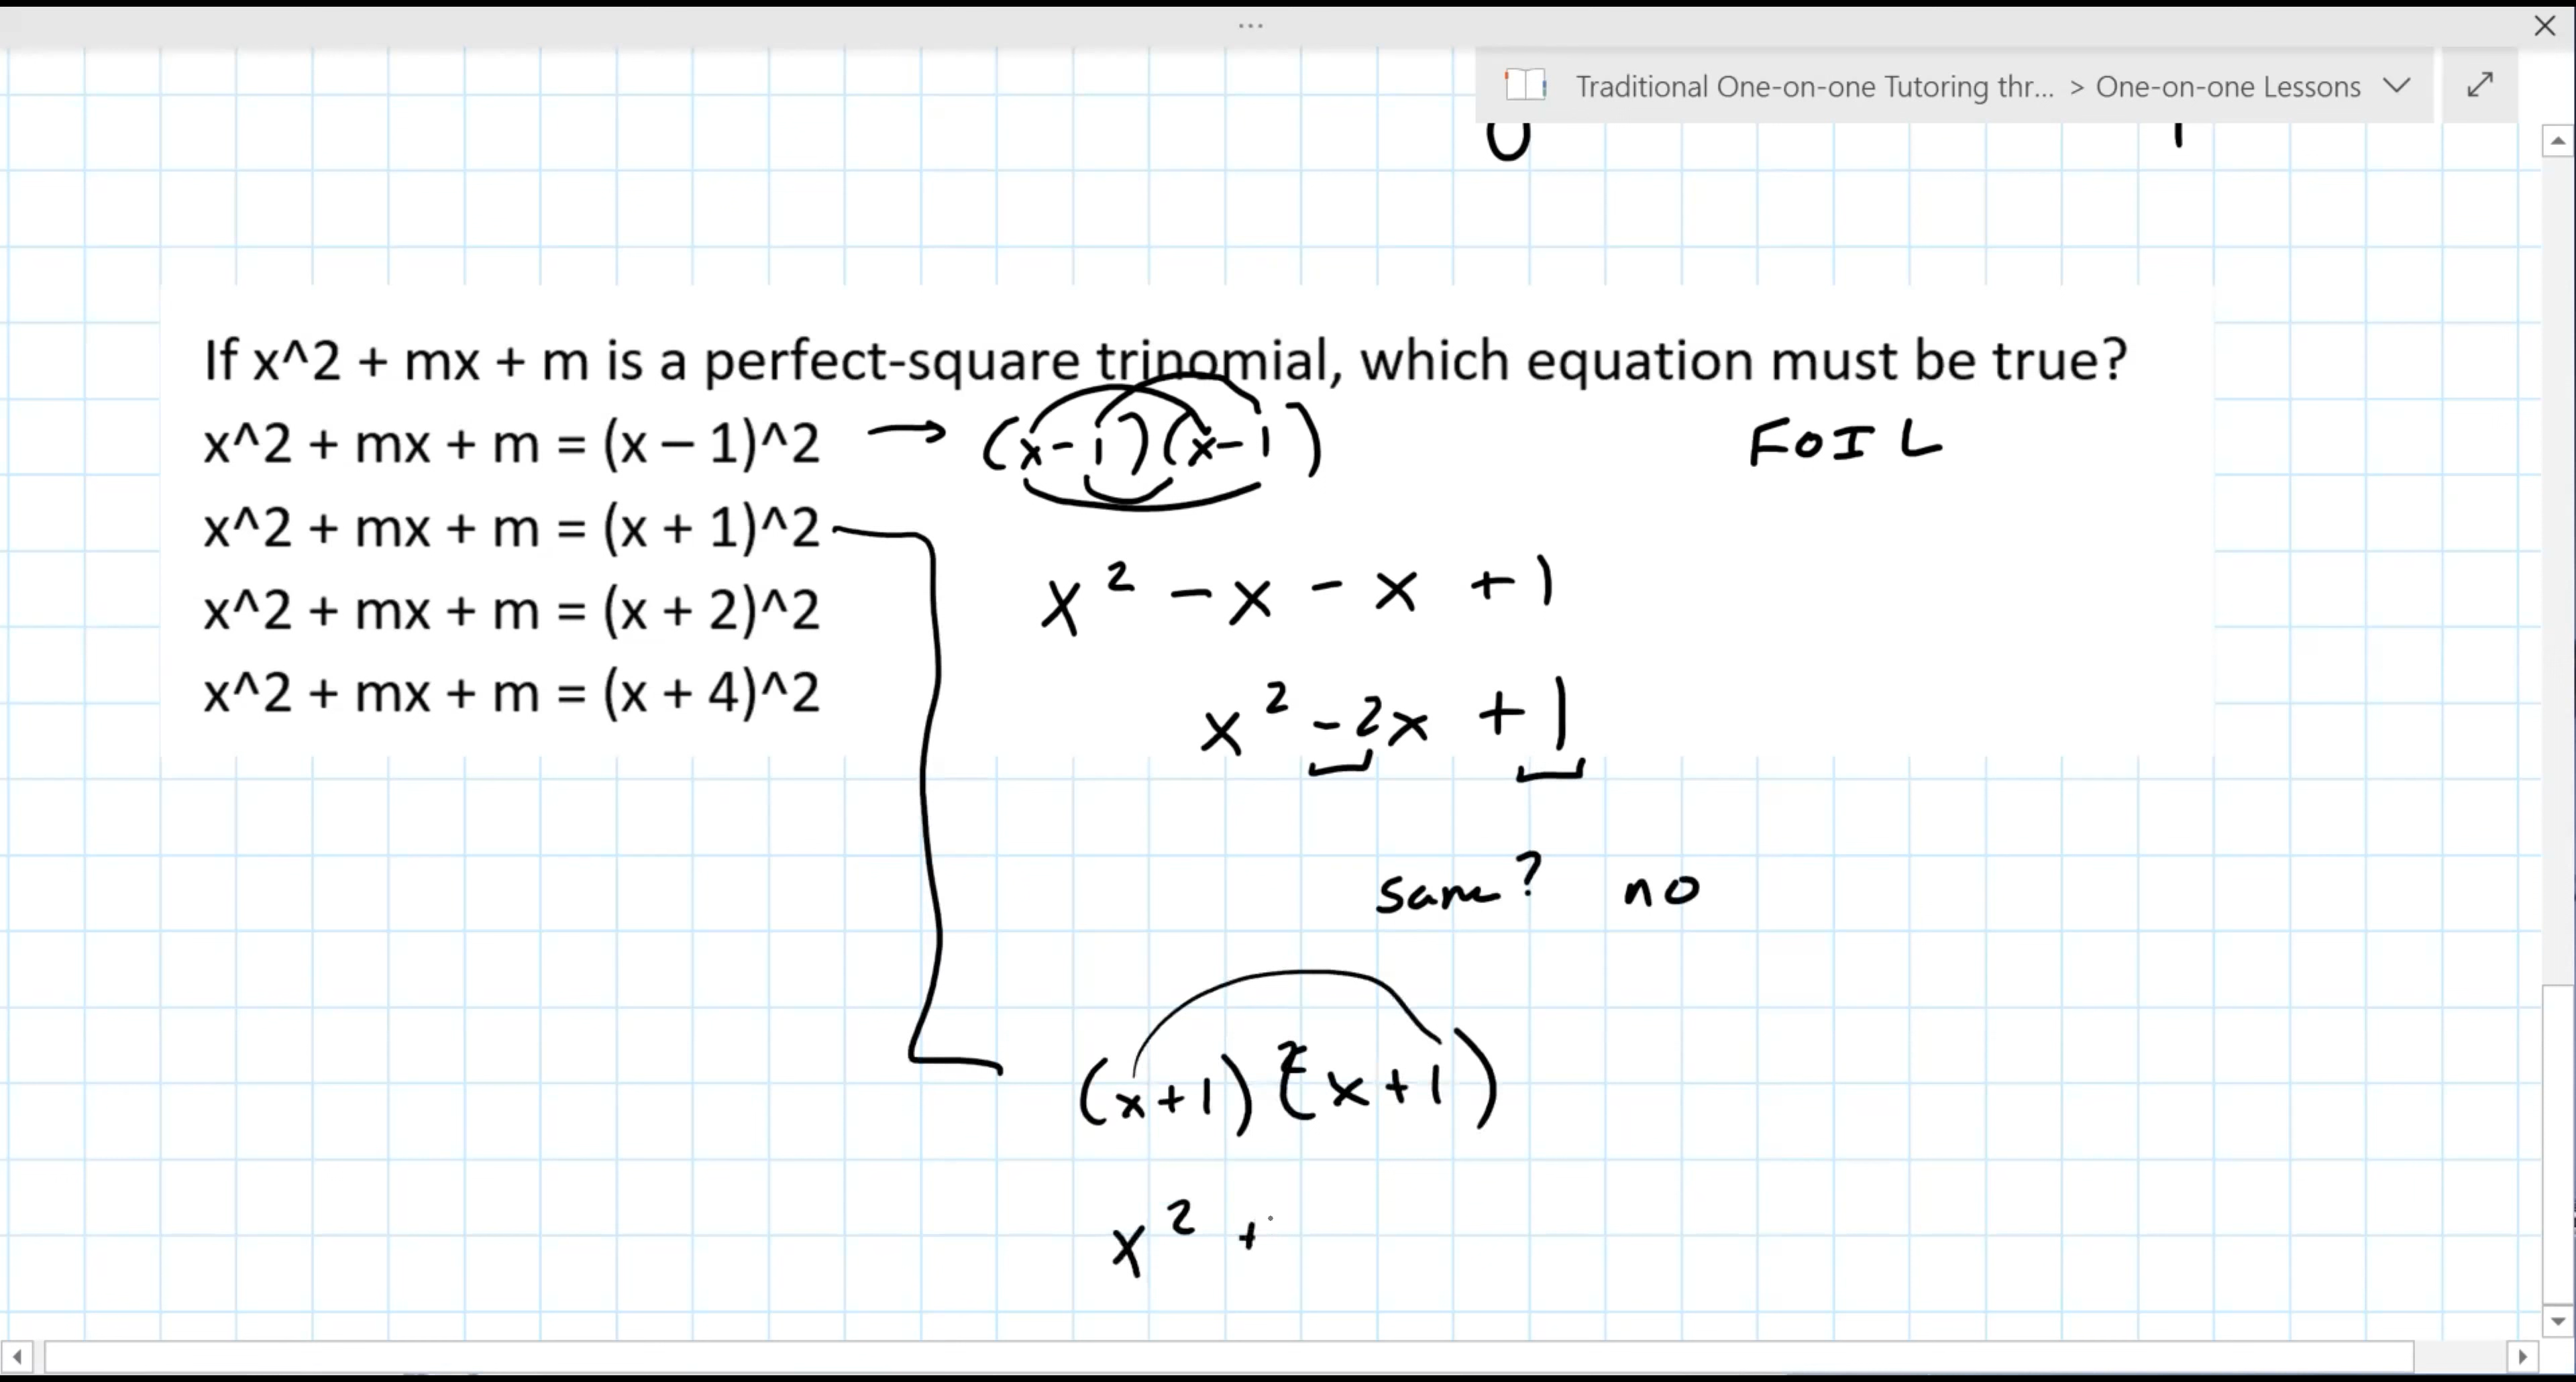 ...
Traditional One-on-one Tutoring thr... > One-on-one Lessons
If x^2 + mx + m is a perfect-square trinomial, which equation must be true?
x^2 + mx + m = (x – 1)^2 → (x-1)(x-1) FOIL
x^2 + mx + m = (x + 1)^2
x² - x - x + 1
x^2 + mx + m = (x + 2)^2
x^2 + mx + m = (x + 4)^2
x² - 2x + 1
same? no
(x+1)(x+1)
x² +